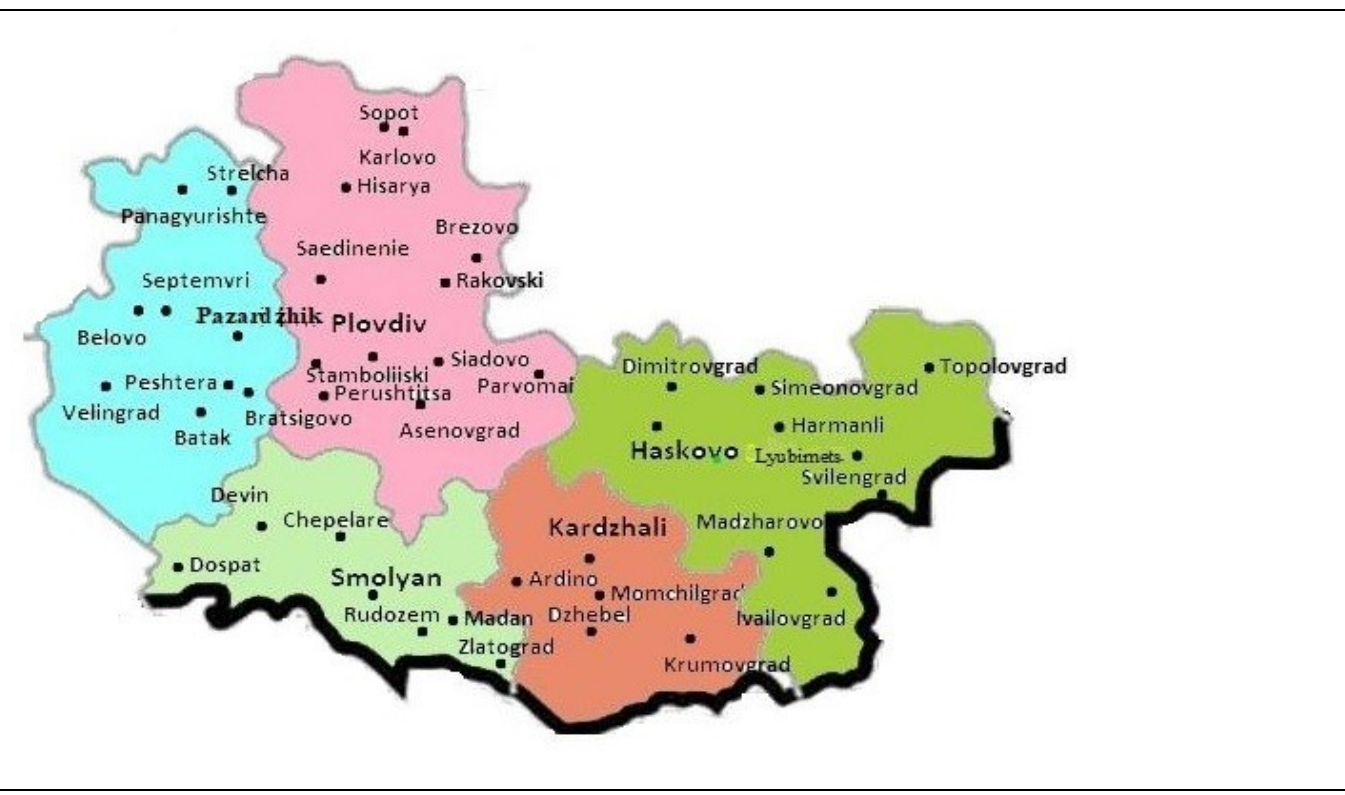 Sopot
Karlovo
Strelcha
Hisarya
Panagyurishte
Brezovo
Saedinenie
Septemvri
Rakovski
Pazardzhik
Plovdiv
Belovo
Siadovo
Dimitrovgrad
Topolovgrad
Stamboliiski
Peshtera
Parvomai
Simeonovgrad
Perushtitsa
Velingrad
Bratsigovo
Harmanli
Batak
Asenovgrad
Haskovo
Lyubimets
Svilengrad
Devin
Chepelare
Madzharovo
Kardzhali
Dospat
Smolyan
Ardino
Momchilgrad
Rudozem
Madan
Dzhebel
Ivailovgrad
Zlatograd
Krumovgrad